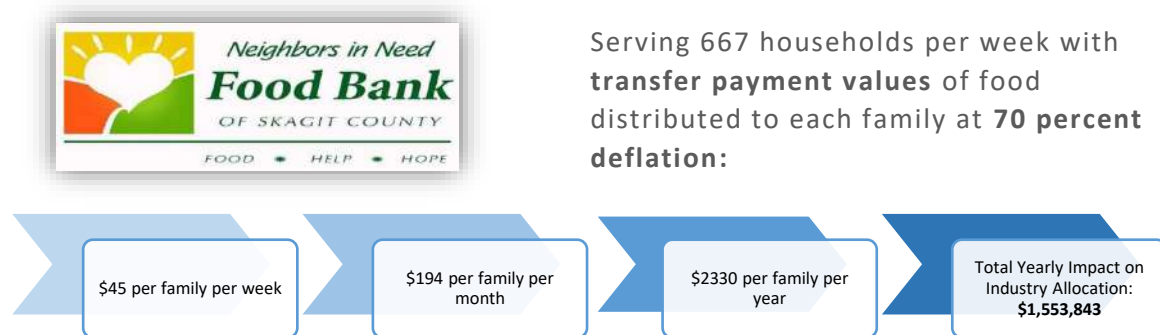 Neighbors in Need
Food Bank
OF SKAGIT COUNTY
FOOD • HELP • HOPE
Serving 667 households per week with
transfer payment values of food
distributed to each family at 70 percent
deflation:
$45 per family per week
$194 per family per
month
$2330 per family per
year
Total Yearly Impact on
Industry Allocation:
$1,553,843